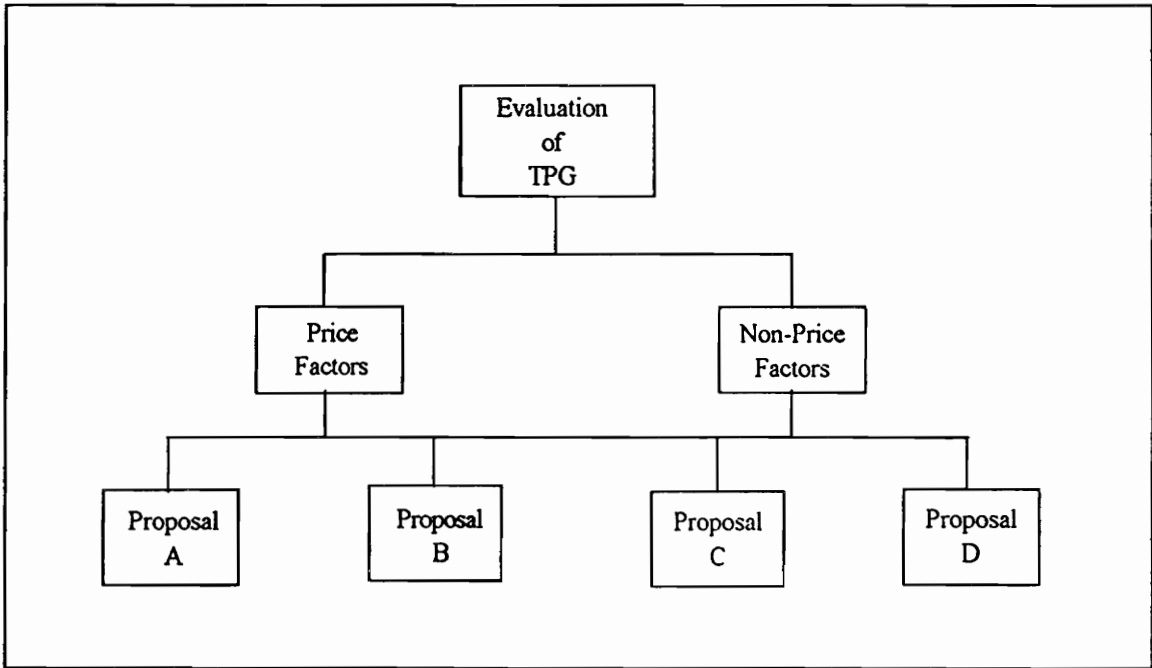 Evaluation
of
TPG
Price
Factors
Non-Price
Factors
Proposal
A
Proposal
B
Proposal
C
Proposal
D